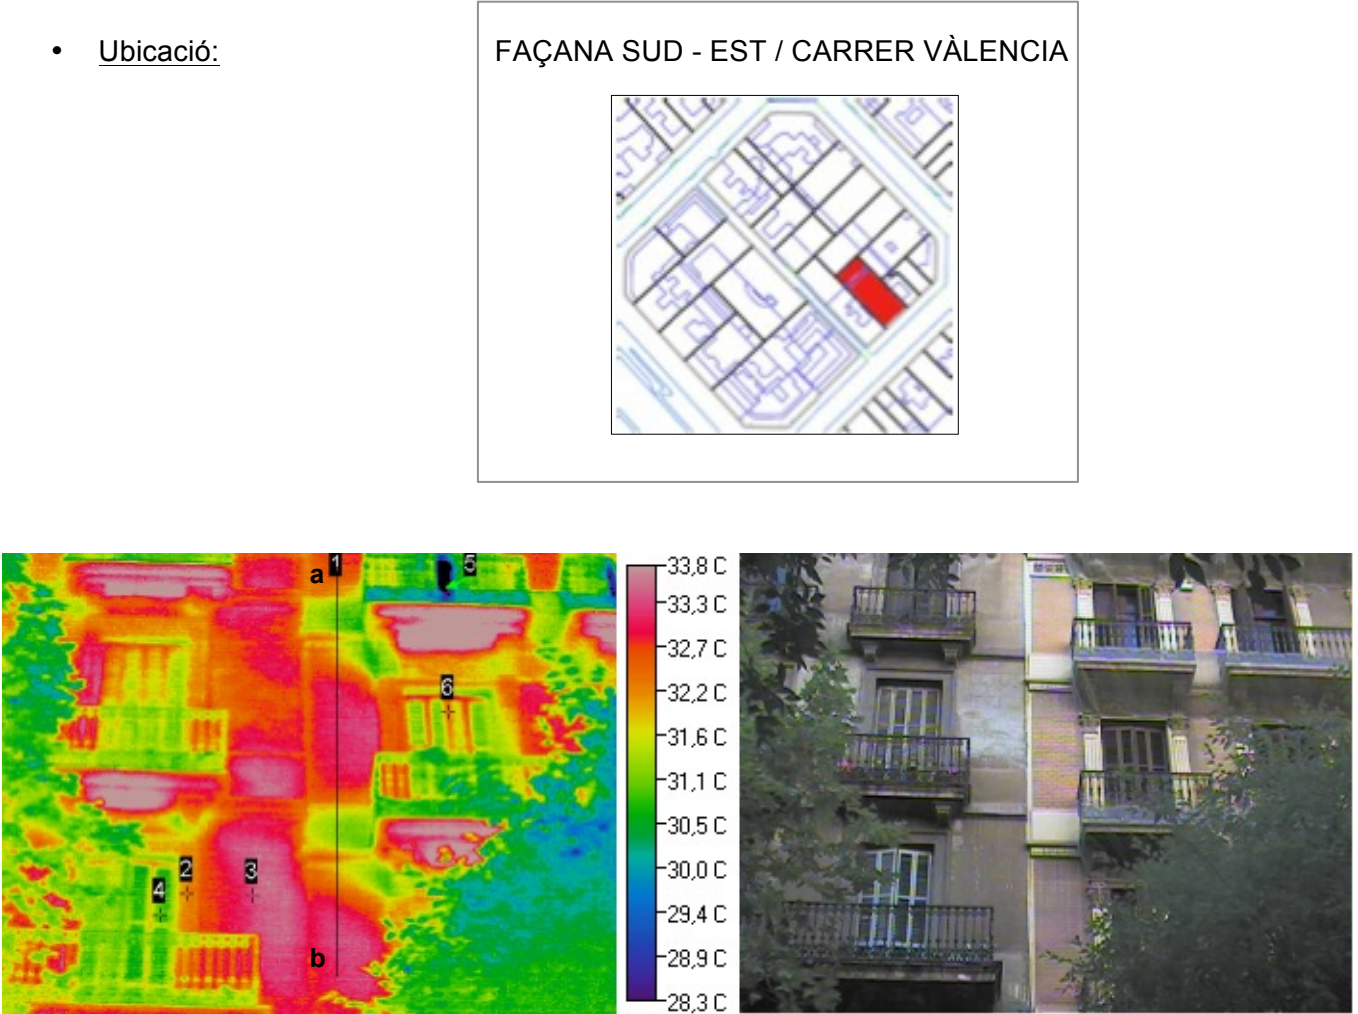 • Ubicació:
FAÇANA SUD - EST / CARRER VÀLENCIA
a
1
5
6
2
3
4
b
33,8 C
33,3 C
32,7 C
32,2 C
31,6 C
31,1 C
30,5 C
30,0 C
29,4 C
28,9 C
28,3 C